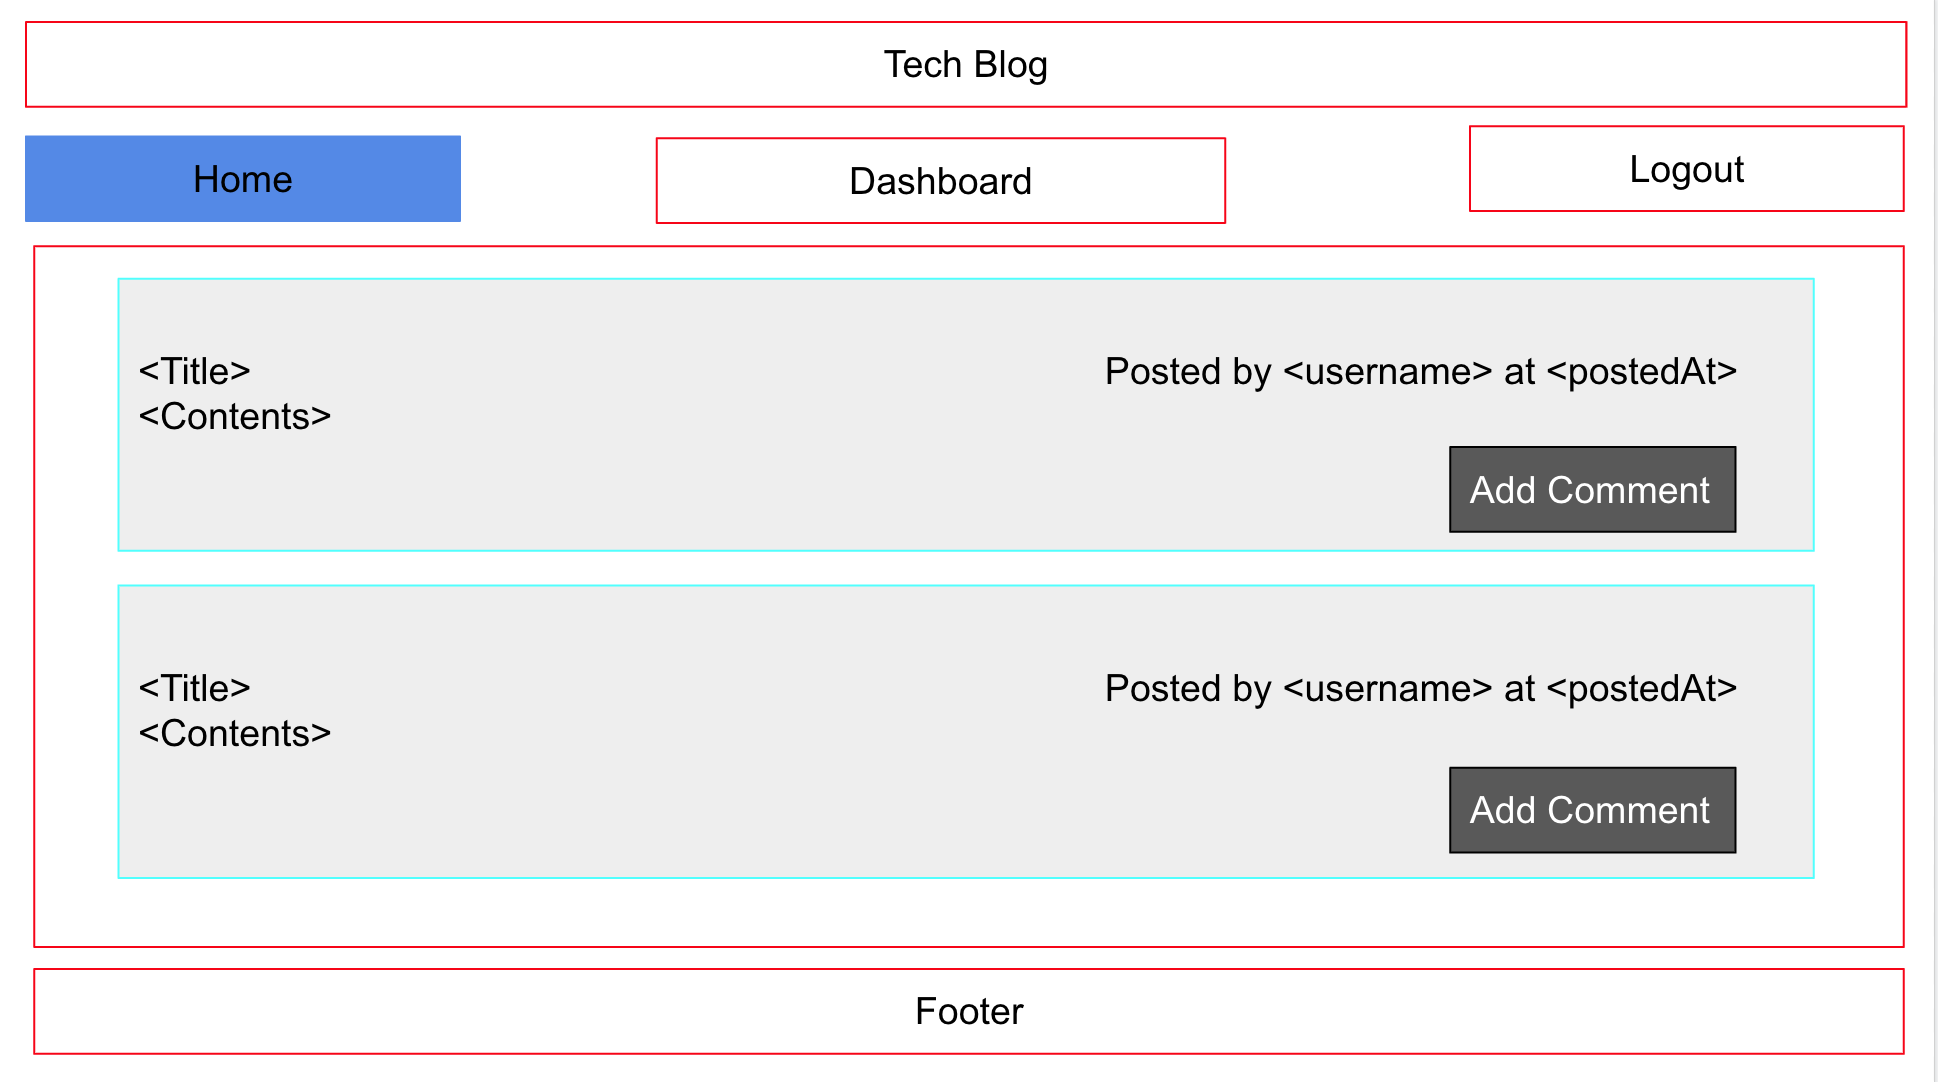 Tech Blog
Home
Dashboard
Logout
<Title>
<Contents>
Posted by <username> at <postedAt>
Add Comment
<Title>
<Contents>
Posted by <username> at <postedAt>
Add Comment
Footer